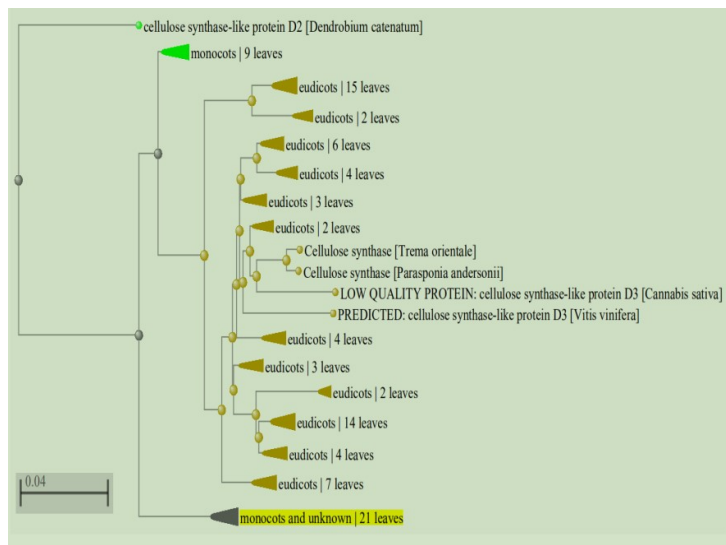 cellulose synthase-like protein D2 [Dendrobium catenatum]
monocots | 9 leaves
eudicots | 15 leaves
eudicots | 2 leaves
eudicots | 6 leaves
eudicots | 4 leaves
eudicots | 3 leaves
eudicots | 2 leaves
Cellulose synthase [Trema orientale]
Cellulose synthase [Parasponia andersonii]
LOW QUALITY PROTEIN: cellulose synthase-like protein D3 [Cannabis sativa]
PREDICTED: cellulose synthase-like protein D3 [Vitis vinifera]
eudicots | 4 leaves
eudicots | 3 leaves
eudicots | 2 leaves
eudicots | 14 leaves
eudicots | 4 leaves
eudicots | 7 leaves
0.04
monocots and unknown | 21 leaves